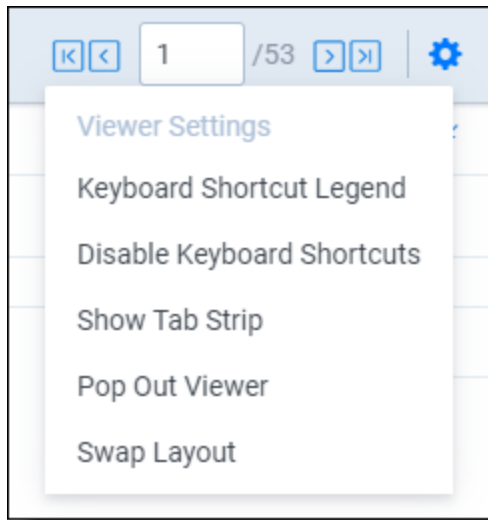 1 /53
Viewer Settings
Keyboard Shortcut Legend
Disable Keyboard Shortcuts
Show Tab Strip
Pop Out Viewer
Swap Layout